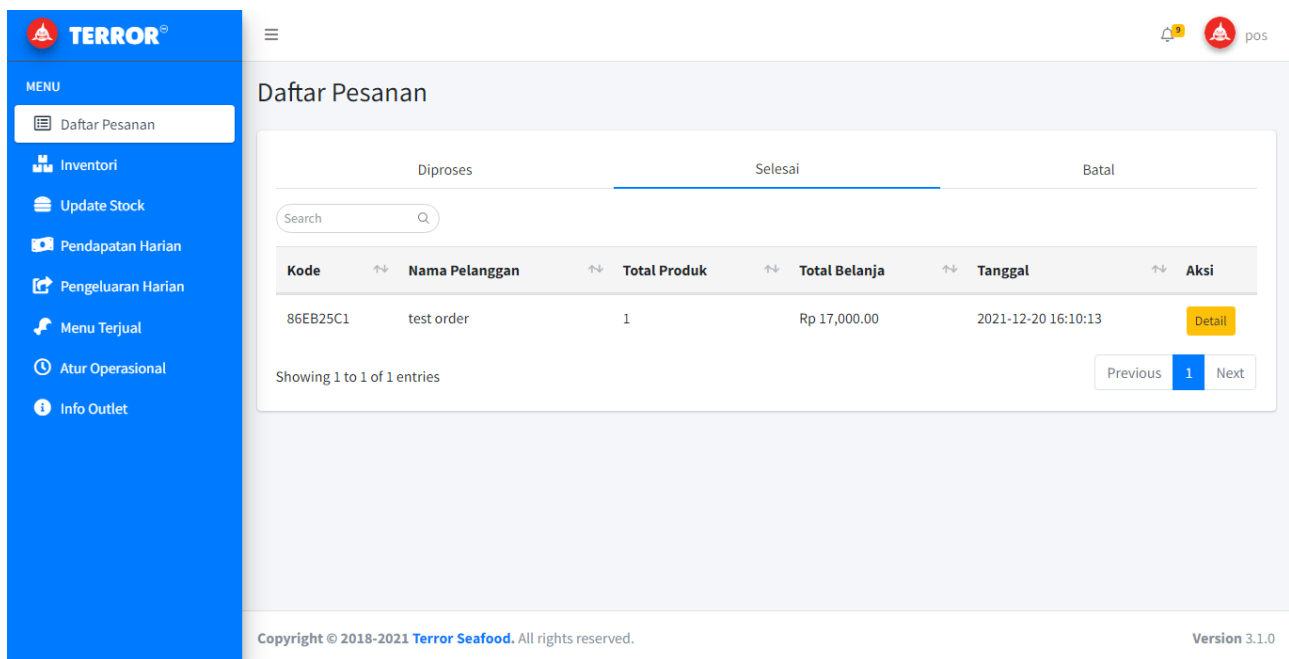 TERROR
9
pos
MENU
Daftar Pesanan
Inventori
Update Stock
Pendapatan Harian
Pengeluaran Harian
Menu Terjual
Atur Operasional
Info Outlet
Daftar Pesanan
Diproses Selesai Batal
Search
Kode Nama Pelanggan Total Produk Total Belanja Tanggal Aksi
86EB25C1 test order 1 Rp 17,000.00 2021-12-20 16:10:13 Detail
Showing 1 to 1 of 1 entries
Previous 1 Next
Copyright © 2018-2021 Terror Seafood. All rights reserved.
Version 3.1.0